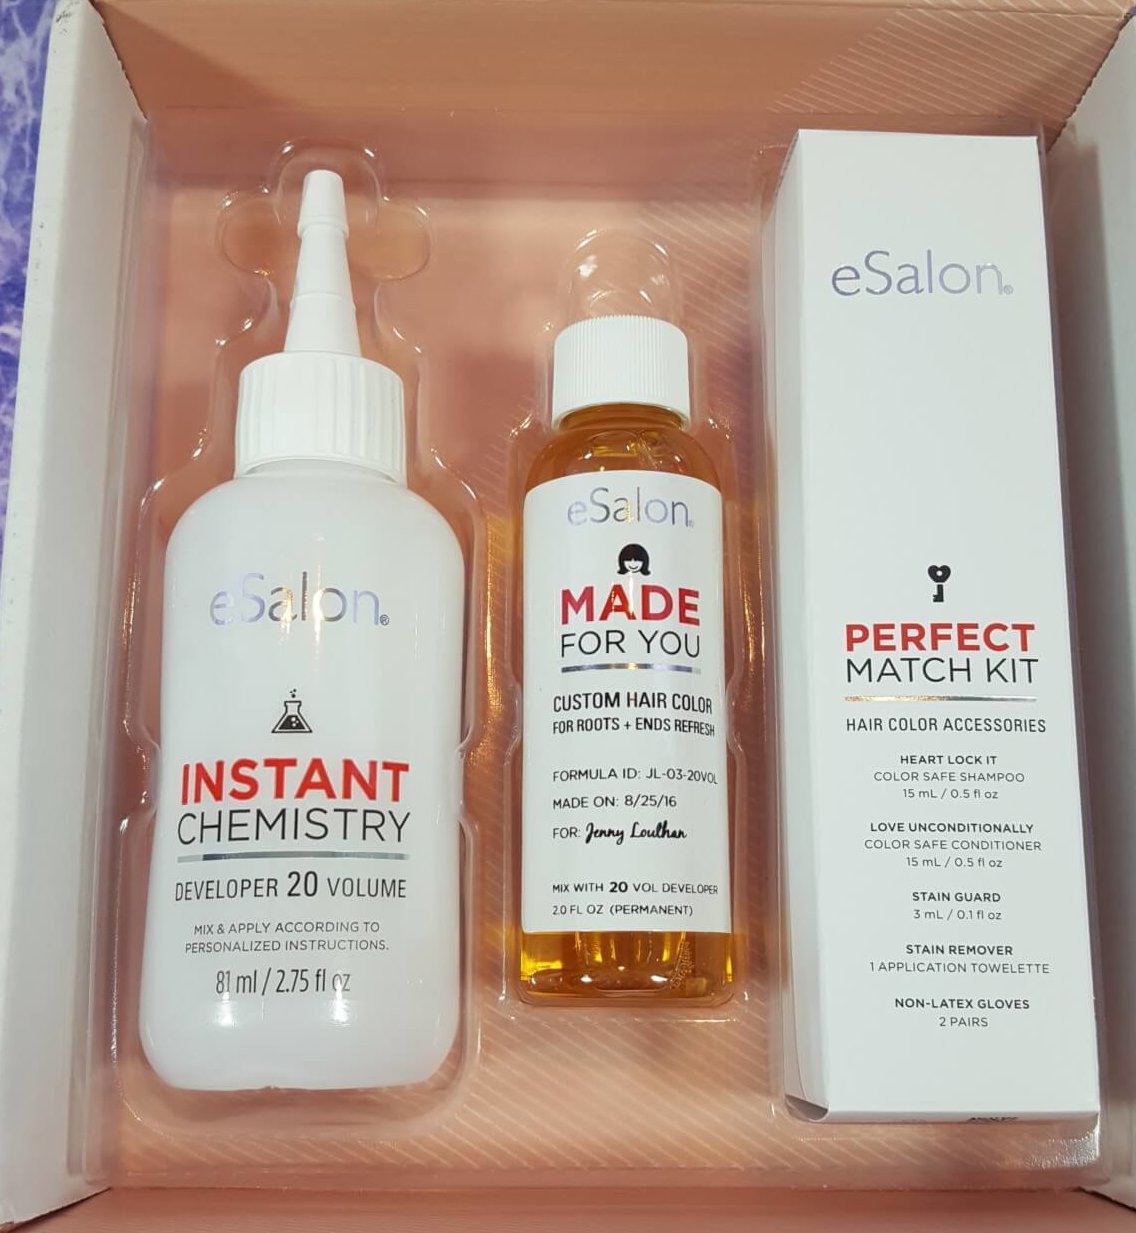 eSalon®
INSTANT
CHEMISTRY
DEVELOPER 20 VOLUME
MIX & APPLY ACCORDING TO
PERSONALIZED INSTRUCTIONS.
81 ml / 2.75 fl oz
eSalon®
MADE
FOR YOU
CUSTOM HAIR COLOR
FOR ROOTS + ENDS REFRESH
FORMULA ID: JL-03-20VOL
MADE ON: 8/25/16
FOR: Jenny Louthan
MIX WITH 20 VOL DEVELOPER
2.0 FL OZ (PERMANENT)
eSalon®
PERFECT
MATCH KIT
HAIR COLOR ACCESSORIES
HEART LOCK IT
COLOR SAFE SHAMPOO
15 mL / 0.5 fl oz
LOVE UNCONDITIONALLY
COLOR SAFE CONDITIONER
15 mL / 0.5 fl oz
STAIN GUARD
3 mL / 0.1 fl oz
STAIN REMOVER
1 APPLICATION TOWELETTE
NON-LATEX GLOVES
2 PAIRS